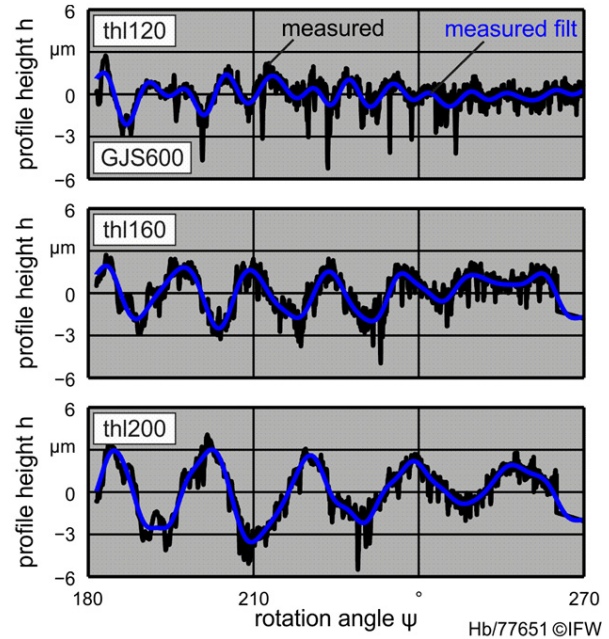 6
thl120
measured
measured filt
µm
profile height h
0
−3
GJS600
−6
6
thl160
µm
profile height h
0
−3
−6
6
thl200
µm
profile height h
0
−3
−6
180
210
°
270
rotation angle ψ
Hb/77651 ©IFW